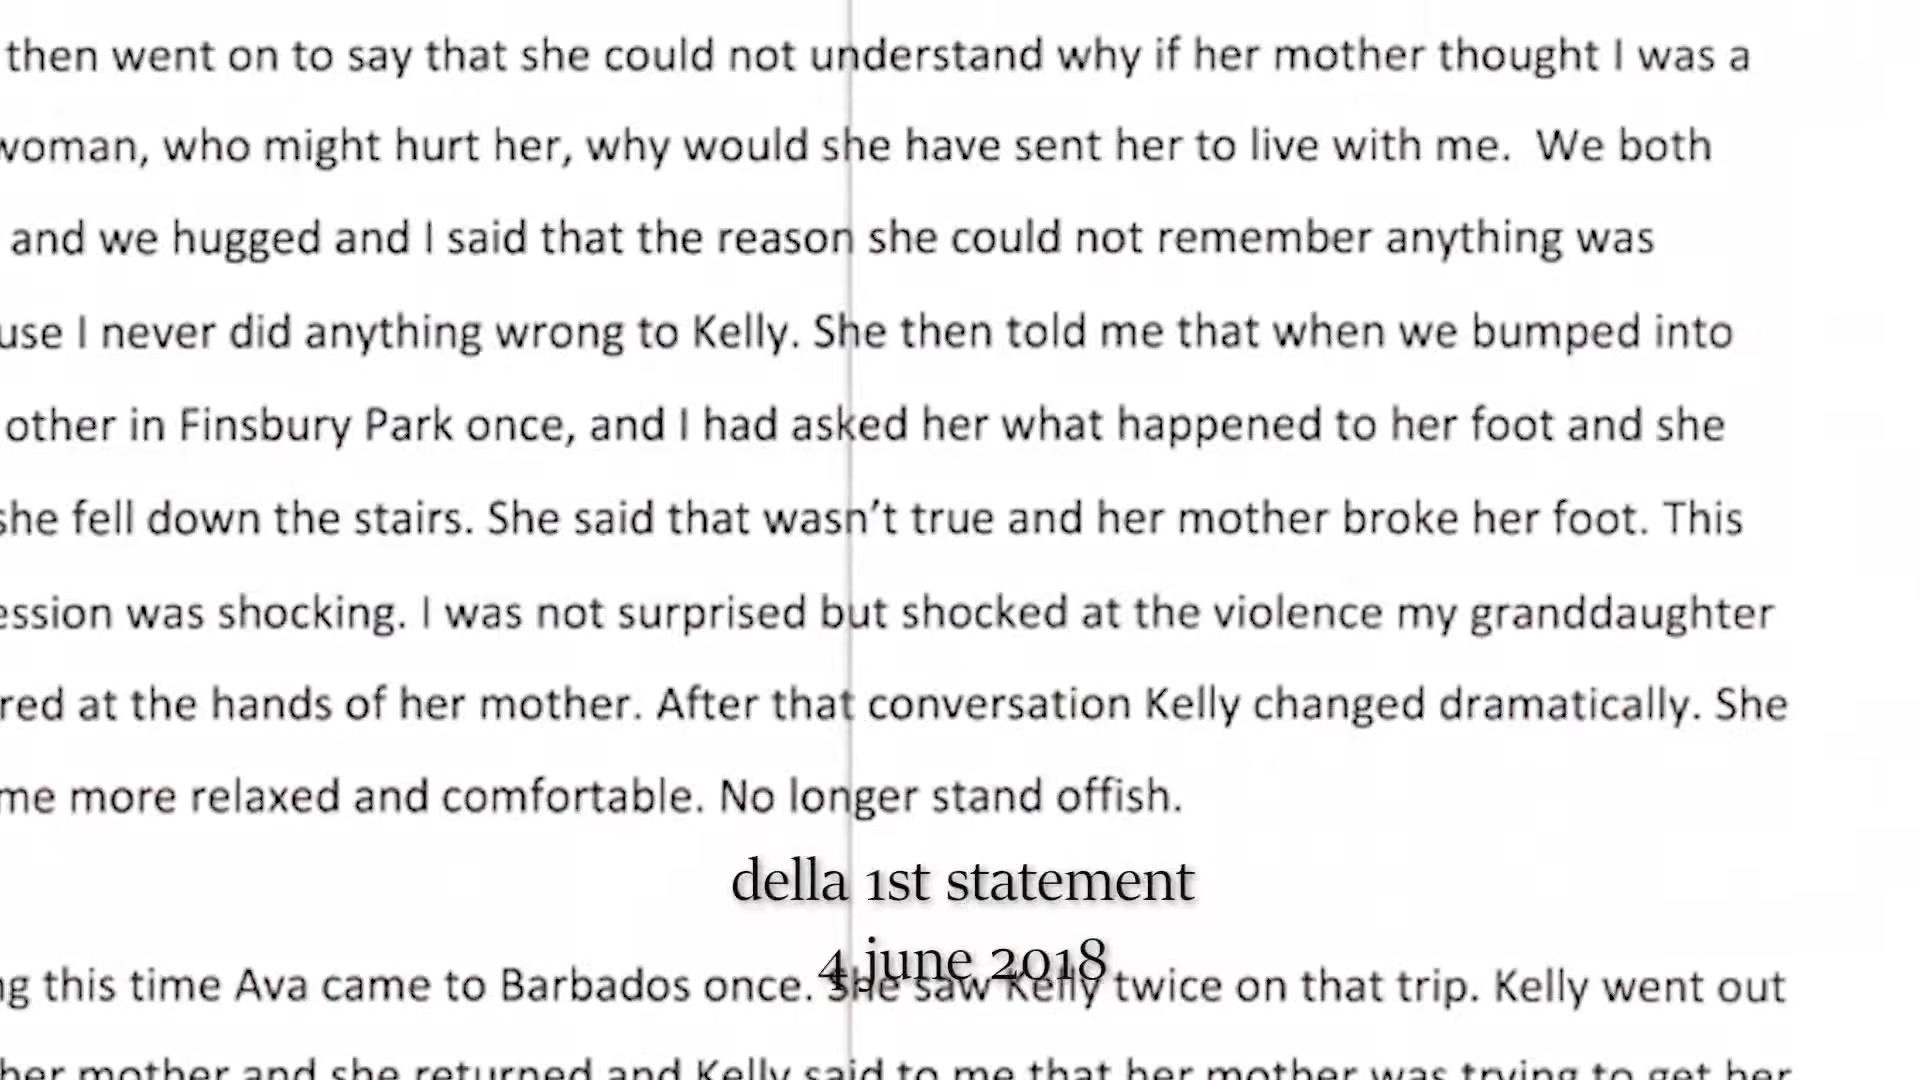 then went on to say that she could not understand why if her mother thought I was a
woman, who might hurt her, why would she have sent her to live with me. We both
and we hugged and I said that the reason she could not remember anything was
use I never did anything wrong to Kelly. She then told me that when we bumped into
other in Finsbury Park once, and I had asked her what happened to her foot and she
she fell down the stairs. She said that wasn’t true and her mother broke her foot. This
ession was shocking. I was not surprised but shocked at the violence my granddaughter
red at the hands of her mother. After that conversation Kelly changed dramatically. She
me more relaxed and comfortable. No longer stand offish.
della 1st statement
4 june 2018
ng this time Ava came to Barbados once. She saw Kelly twice on that trip. Kelly went out
her mother and she returned and Kelly said to me that her mother was trying to get her